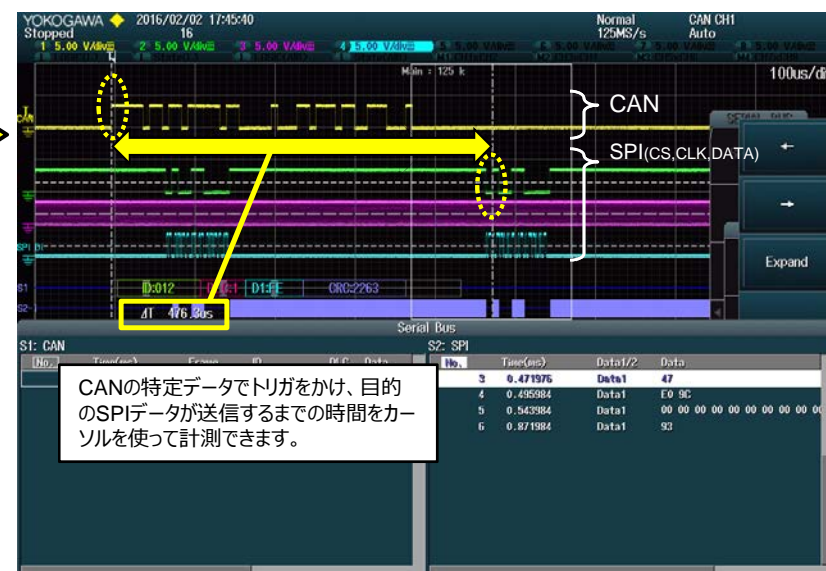 YOKOGAWA 2016/02/02 17:45:40 Normal CAN CH1
Stopped 16 125MS/s Auto
1 5.00 V/div 2 5.00 V/div 3 5.00 V/div 4 5.00 V/div
Main : 125 k 100us/di
CAN
CAN
SPI(CS,CLK,DATA)
←
→
Expand
S1 ID:012 D1:FE CRC:2263
S2
ΔT 476.3us
Serial Bus
S1: CAN S2: SPI
No. Time(ms) Frame ID DLC Data No. Time(ms) Data1/2 Data
3 0.471976 Data1 47
4 0.495984 Data1 E0 9C
5 0.543984 Data1 00 00 00 00 00 00 00 00 00
6 0.871984 Data1 93
CANの特定データでトリガをかけ、目的
のSPIデータが送信するまでの時間をカー
ソルを使って計測できます。